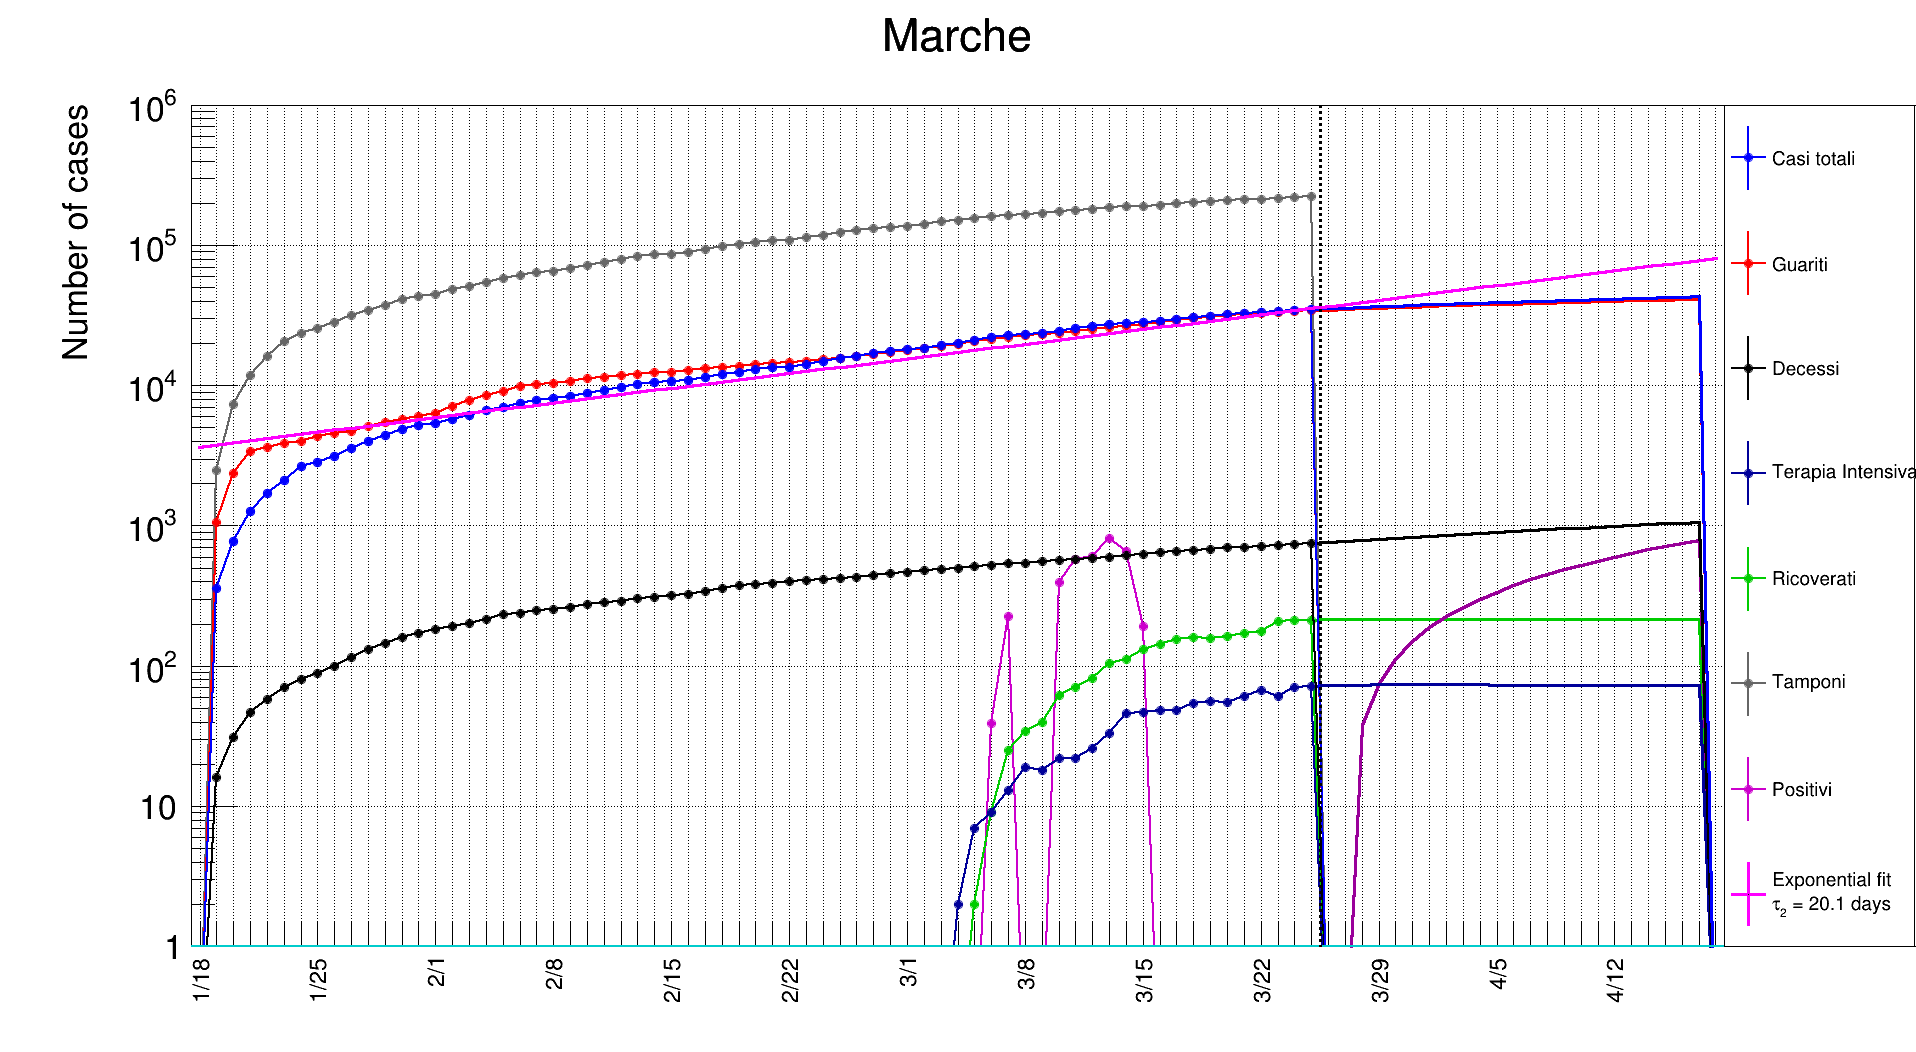 Marche
Number of cases
10^6
10^5
10^4
10^3
10^2
10
1
1/18
1/25
2/1
2/8
2/15
2/22
3/1
3/8
3/15
3/22
3/29
4/5
4/12
Casi totali
Guariti
Decessi
Terapia Intensiva
Ricoverati
Tamponi
Positivi
Exponential fit
τ₂ = 20.1 days